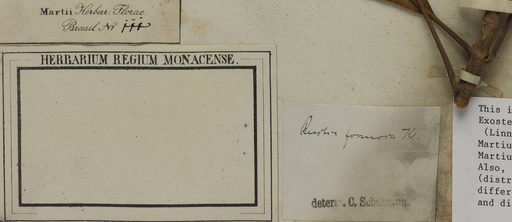 Martii Herbar. Florae
Brasil. No
HERBARIUM REGIUM MONACENSE.
formosa
determ. C. Schumann.
This i
Exoste
(Linn
Martiu
Martiu
Also,
(distr
differ
and di